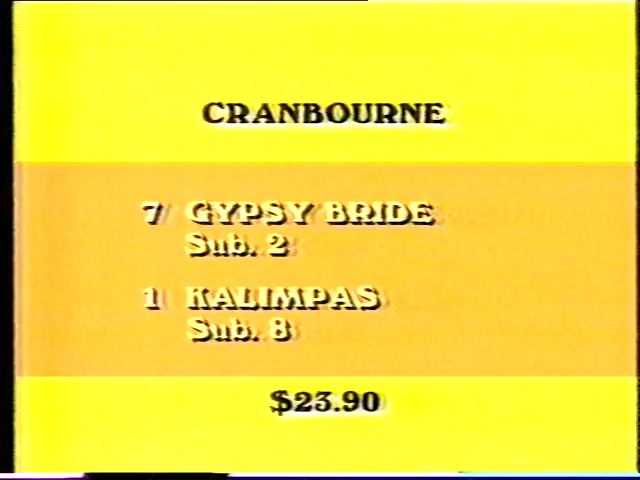 CRANBOURNE
7 GYPSY BRIDE
Sub. 2
1 KALIMPAS
Sub. 8
$23.90